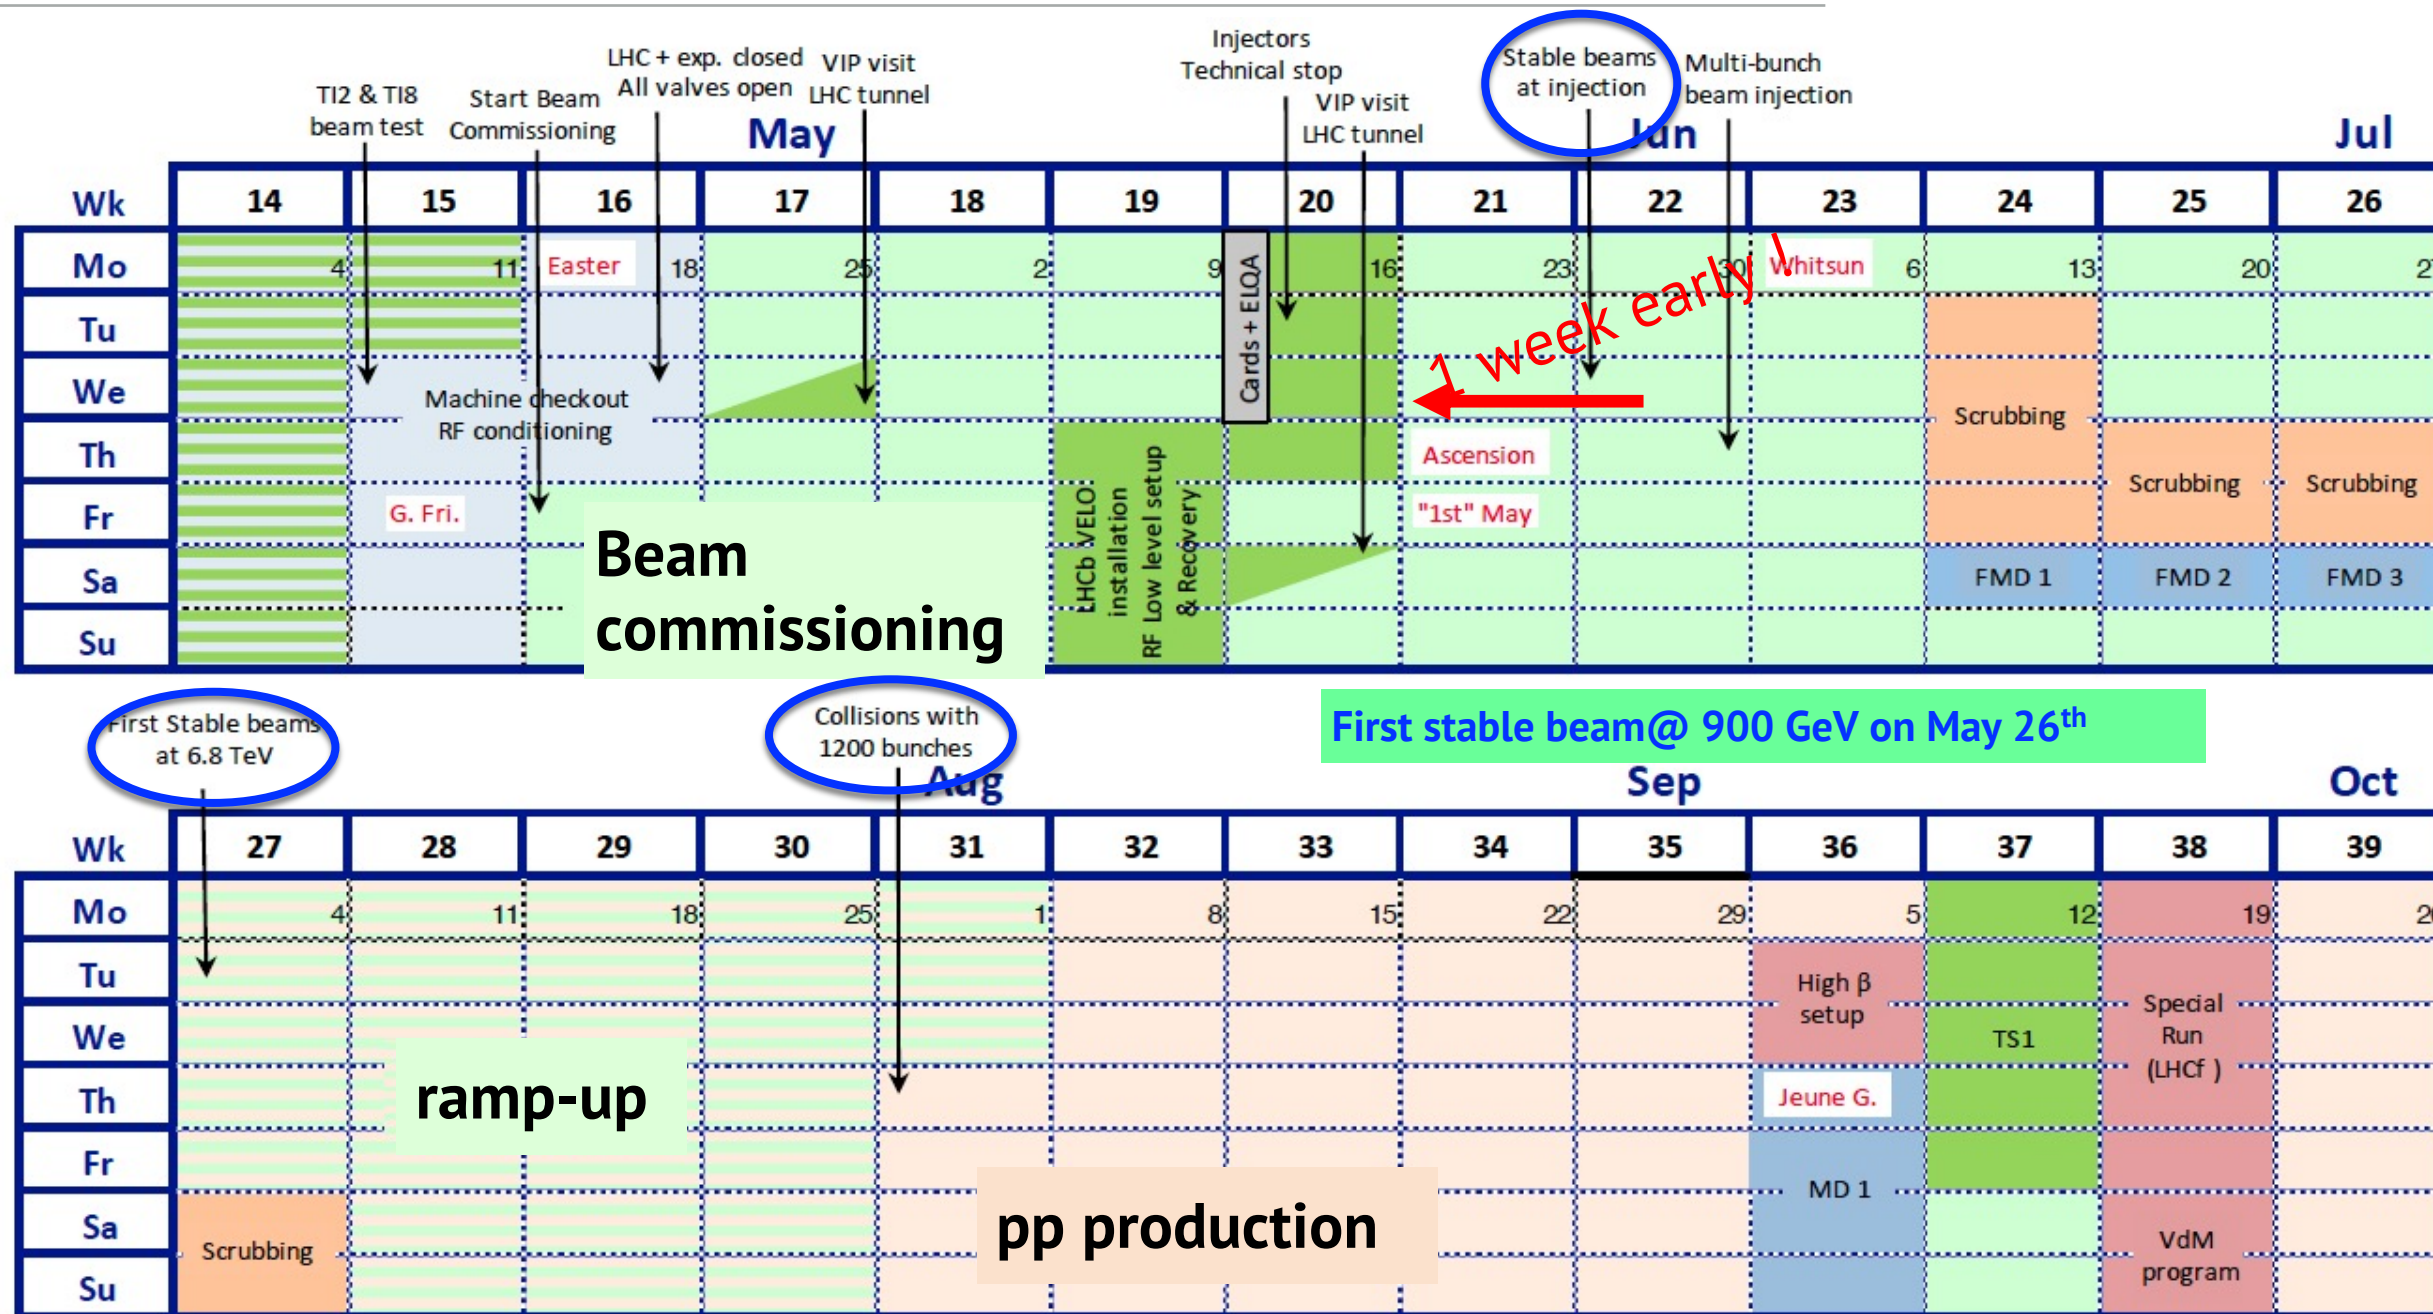 LHC + exp. closed
All valves open
VIP visit
LHC tunnel
Injectors
Technical stop
Stable beams
at injection
Multi-bunch
beam injection
TI2 & TI8
beam test
Start Beam
Commissioning
VIP visit
LHC tunnel
May
Jun
Jul
Wk 14 15 16 17 18 19 20 21 22 23 24 25 26
Mo 4 11 Easter 18 25 2 9 16 23 30 Whitsun 6 13 20
Tu
We
Th
Fr
Sa
Su
Machine checkout
RF conditioning
G. Fri.
Beam
commissioning
LHCb VELO
installation
RF Low level setup
& Recovery
Cards + ELQA
1 week early !
Ascension
"1st" May
Scrubbing
Scrubbing
Scrubbing
FMD 1 FMD 2 FMD 3
First Stable beams
at 6.8 TeV
Collisions with
1200 bunches
First stable beam@ 900 GeV on May 26th
Aug
Sep
Oct
Wk 27 28 29 30 31 32 33 34 35 36 37 38 39
Mo 4 11 18 25 1 8 15 22 29 5 12 19
Tu
We
Th
Fr
Sa
Su
Scrubbing
ramp-up
pp production
High β
setup
Jeune G.
MD 1
TS1
Special
Run
(LHCf )
VdM
program